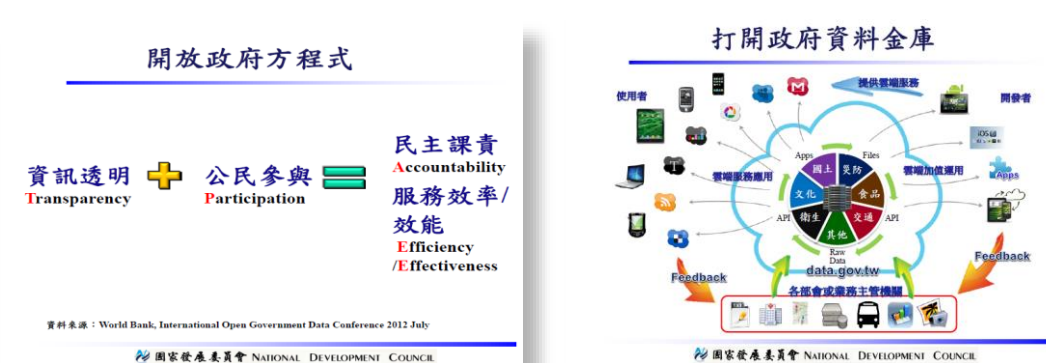 開放政府方程式
資訊透明
Transparency
公民參與
Participation
民主課責
Accountability
服務效率/
效能
Efficiency
/Effectiveness
資料來源：World Bank, International Open Government Data Conference 2012 July
國家發展委員會 NATIONAL DEVELOPMENT COUNCIL
打開政府資料金庫
提供雲端服務
使用者
開發者
iOS
Apps
Files
雲端服務應用
雲端加值運用
Apps
國土
災防
文化
食品
API
衛生
交通
API
其他
Raw
Data
data.gov.tw
Feedback
Feedback
各部會或業務主管機關
國家發展委員會 NATIONAL DEVELOPMENT COUNCIL